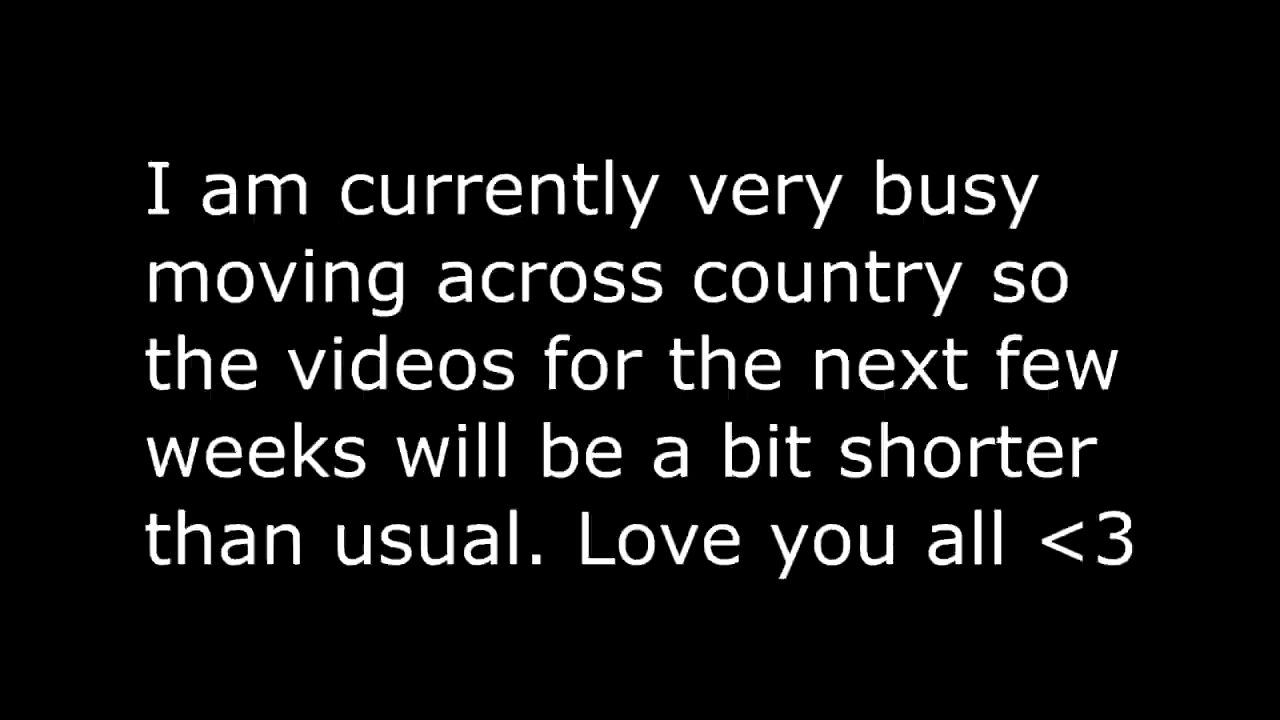 I am currently very busy
moving across country so
the videos for the next few
weeks will be a bit shorter
than usual. Love you all <3